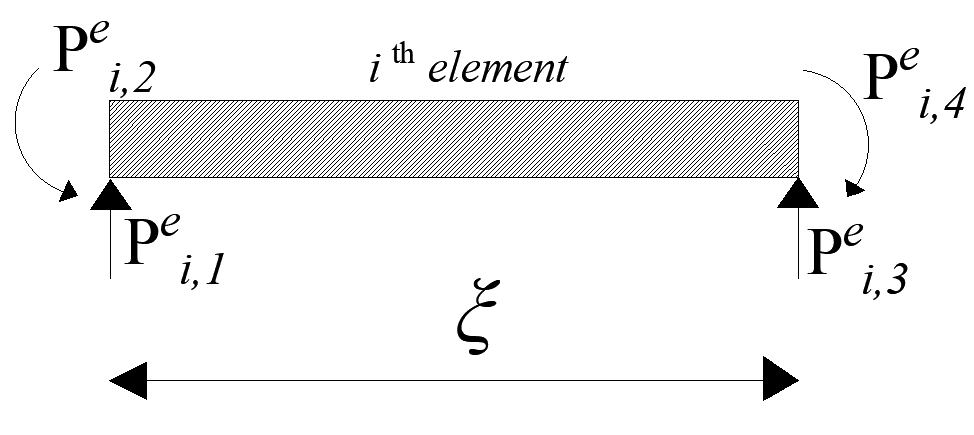 P^e_{i,2}
i th element
P^e_{i,4}
P^e_{i,1}
P^e_{i,3}
ξ